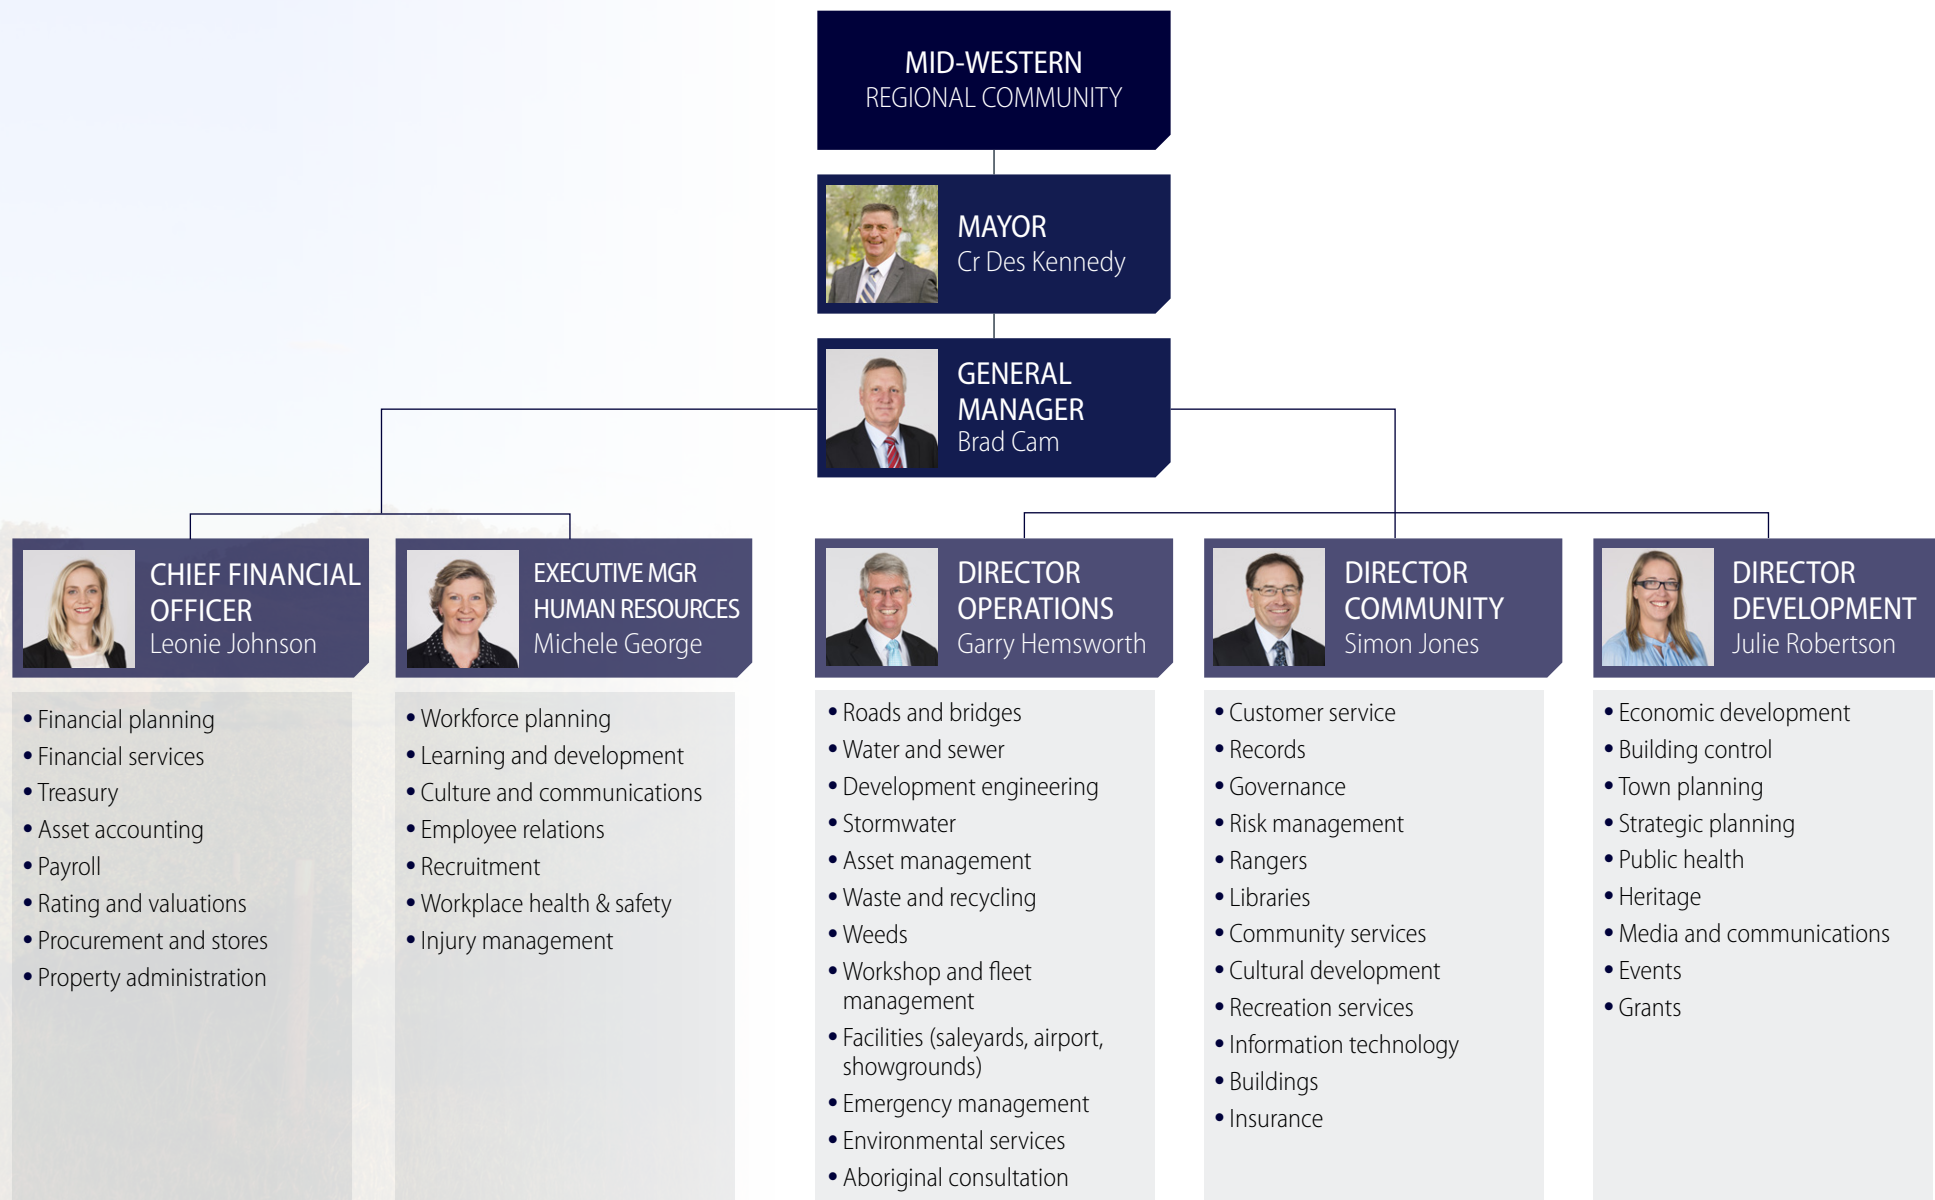 MID-WESTERN
REGIONAL COMMUNITY
MAYOR
Cr Des Kennedy
GENERAL
MANAGER
Brad Cam
CHIEF FINANCIAL
OFFICER
Leonie Johnson
• Financial planning
• Financial services
• Treasury
• Asset accounting
• Payroll
• Rating and valuations
• Procurement and stores
• Property administration
EXECUTIVE MGR
HUMAN RESOURCES
Michele George
• Workforce planning
• Learning and development
• Culture and communications
• Employee relations
• Recruitment
• Workplace health & safety
• Injury management
DIRECTOR
OPERATIONS
Garry Hemsworth
• Roads and bridges
• Water and sewer
• Development engineering
• Stormwater
• Asset management
• Waste and recycling
• Weeds
• Workshop and fleet
management
• Facilities (saleyards, airport,
showgrounds)
• Emergency management
• Environmental services
• Aboriginal consultation
DIRECTOR
COMMUNITY
Simon Jones
• Customer service
• Records
• Governance
• Risk management
• Rangers
• Libraries
• Community services
• Cultural development
• Recreation services
• Information technology
• Buildings
• Insurance
DIRECTOR
DEVELOPMENT
Julie Robertson
• Economic development
• Building control
• Town planning
• Strategic planning
• Public health
• Heritage
• Media and communications
• Events
• Grants